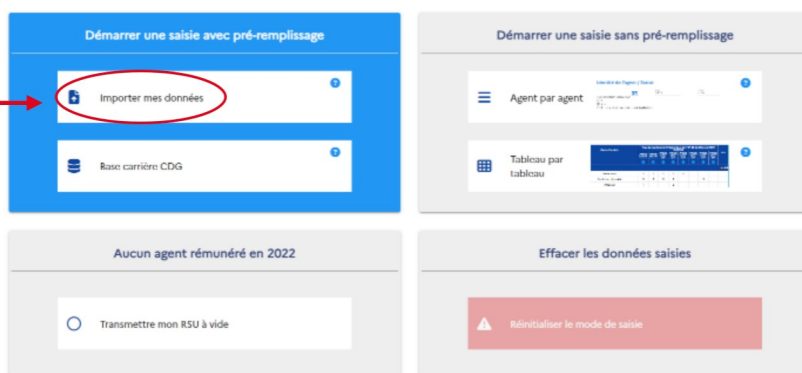 Démarrer une saisie avec pré-remplissage
Importer mes données
Base carrière CDG
Démarrer une saisie sans pré-remplissage
Agent par agent
Tableau par
tableau
Aucun agent rémunéré en 2022
Transmettre mon RSU à vide
Effacer les données saisies
Réinitialiser le mode de saisie